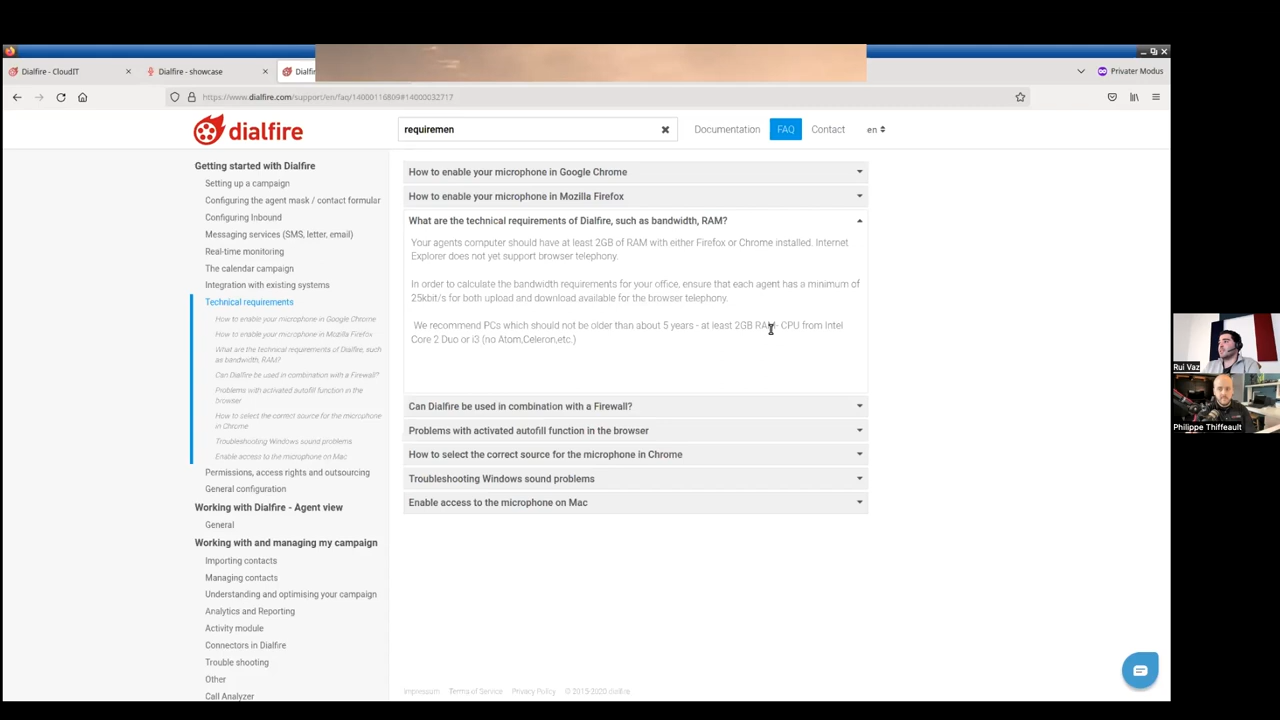 Dialfire - CloudIT
Dialfire - showcase
Dialfi
Privater Modus
https://www.dialfire.com/support/en/faq/14000116809#14000032717
dialfire
requiremen
Documentation
FAQ
Contact
en
Getting started with Dialfire
Setting up a campaign
Configuring the agent mask / contact formular
Configuring Inbound
Messaging services (SMS, letter, email)
Real-time monitoring
The calendar campaign
Integration with existing systems
Technical requirements
How to enable your microphone in Google Chrome
How to enable your microphone in Mozilla Firefox
What are the technical requirements of Dialfire, such
as bandwidth, RAM?
Can Dialfire be used in combination with a Firewall?
Problems with activated autofill function in the
browser
How to select the correct source for the microphone
in Chrome
Troubleshooting Windows sound problems
Enable access to the microphone on Mac
Permissions, access rights and outsourcing
General configuration
Working with Dialfire - Agent view
General
Working with and managing my campaign
Importing contacts
Managing contacts
Understanding and optimising your campaign
Analytics and Reporting
Activity module
Connectors in Dialfire
Trouble shooting
Other
Call Analyzer
How to enable your microphone in Google Chrome
How to enable your microphone in Mozilla Firefox
What are the technical requirements of Dialfire, such as bandwidth, RAM?
Your agents computer should have at least 2GB of RAM with either Firefox or Chrome installed. Internet
Explorer does not yet support browser telephony.
In order to calculate the bandwidth requirements for your office, ensure that each agent has a minimum of
25kbit/s for both upload and download available for the browser telephony.
We recommend PCs which should not be older than about 5 years - at least 2GB RAM- CPU from Intel
Core 2 Duo or i3 (no Atom,Celeron,etc.)
Can Dialfire be used in combination with a Firewall?
Problems with activated autofill function in the browser
How to select the correct source for the microphone in Chrome
Troubleshooting Windows sound problems
Enable access to the microphone on Mac
Impressum
Terms of Service
Privacy Policy
© 2015-2020 dialfire
Rui Vaz
Philippe Thiffeault